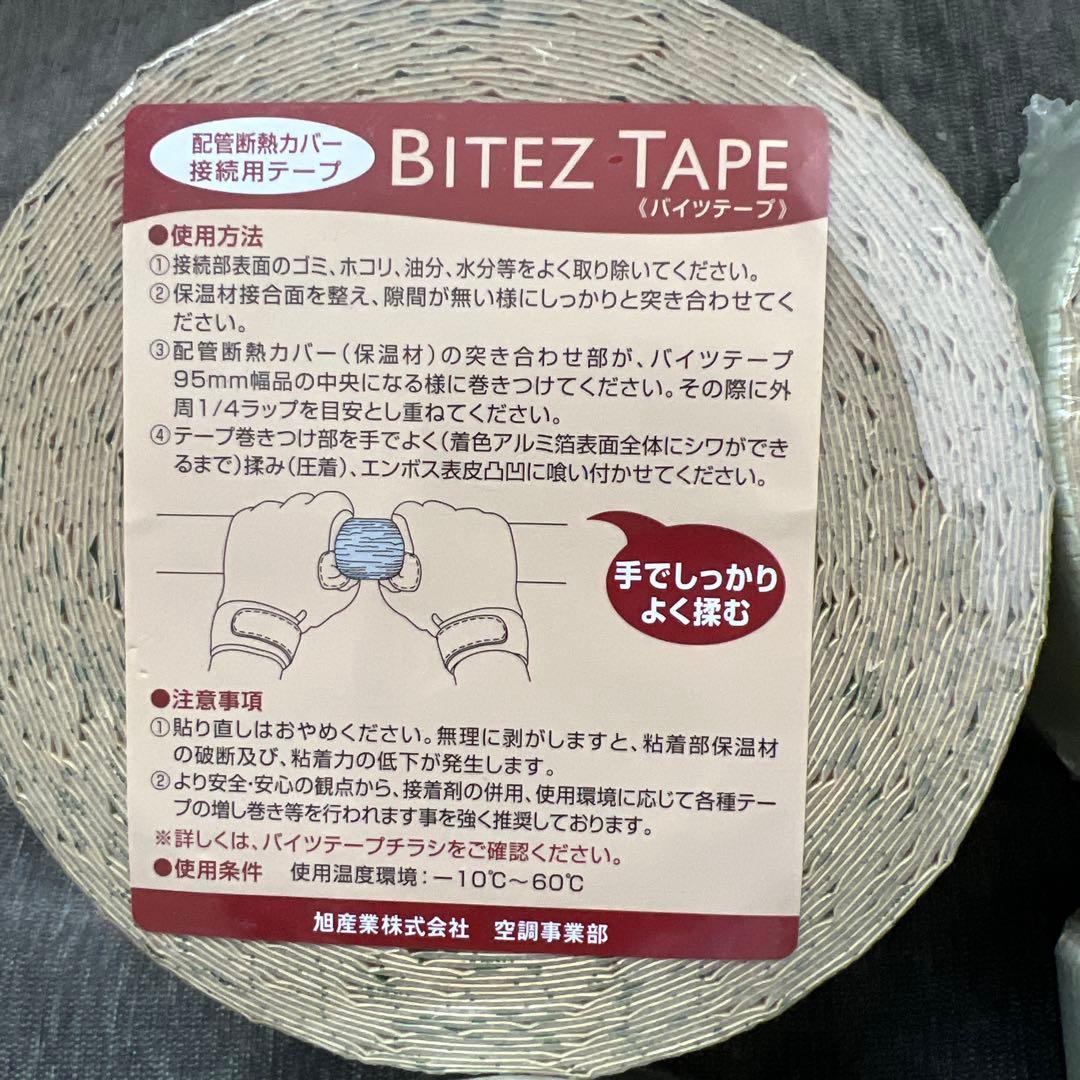 配管断熱カバー
接続用テープ
BITEZ・TAPE
《バイツテープ》
●使用方法
①接続部表面のゴミ、ホコリ、油分、水分等をよく取り除いてください。
②保温材接合面を整え、隙間が無い様にしっかりと突き合わせてく
ださい。
③配管断熱カバー（保温材）の突き合わせ部が、バイツテープ
95mm幅品の中央になる様に巻きつけてください。その際に外
周1/4ラップを目安とし重ねてください。
④テープ巻きつけ部を手でよく（着色アルミ箔表面全体にシワができ
るまで）揉み（圧着）、エンボス表皮凸凹に喰い付かせてください。
手でしっかり
よく揉む
●注意事項
①貼り直しはおやめください。無理に剥がしますと、粘着部保温材
の破断及び、粘着力の低下が発生します。
②より安全・安心の観点から、接着剤の併用、使用環境に応じて各種テー
プの増し巻き等を行われます事を強く推奨しております。
※詳しくは、バイツテープチラシをご確認ください。
●使用条件　使用温度環境：－10℃～60℃
旭産業株式会社　空調事業部